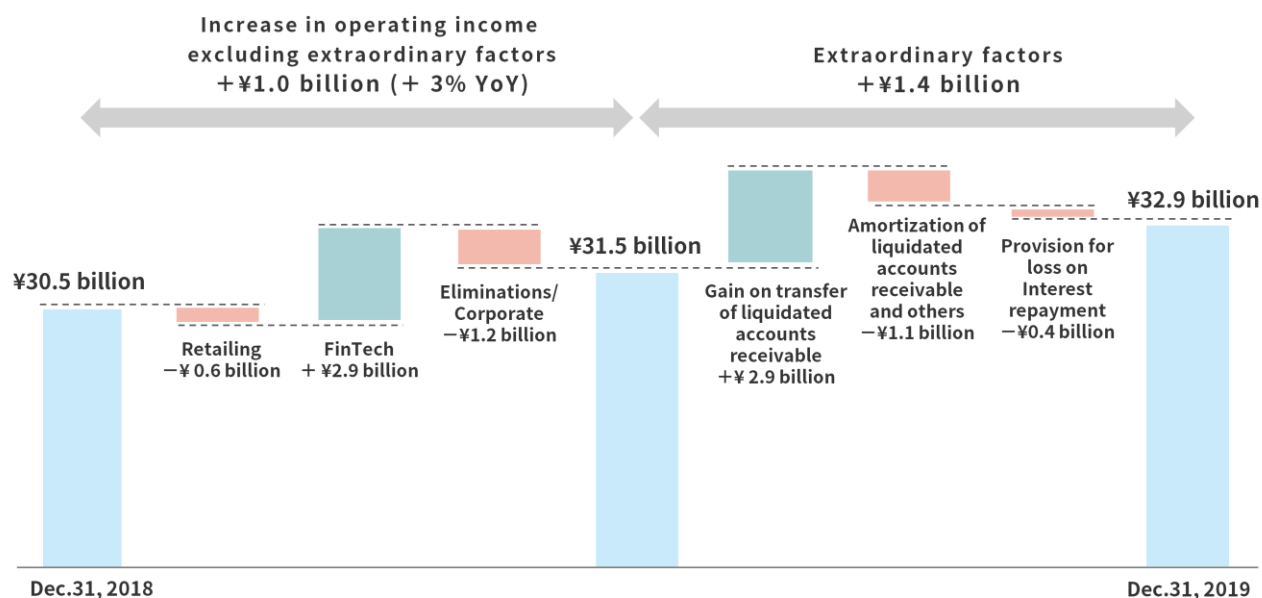 Increase in operating income
excluding extraordinary factors
+¥1.0 billion (+ 3% YoY)
Extraordinary factors
+¥1.4 billion
¥30.5 billion
Retailing
−¥ 0.6 billion
FinTech
+ ¥2.9 billion
Eliminations/
Corporate
−¥1.2 billion
¥31.5 billion
Gain on transfer
of liquidated
accounts
receivable
+¥ 2.9 billion
Amortization of
liquidated
accounts
receivable
and others
−¥1.1 billion
Provision for
loss on
Interest
repayment
−¥0.4 billion
¥32.9 billion
Dec.31, 2018
Dec.31, 2019